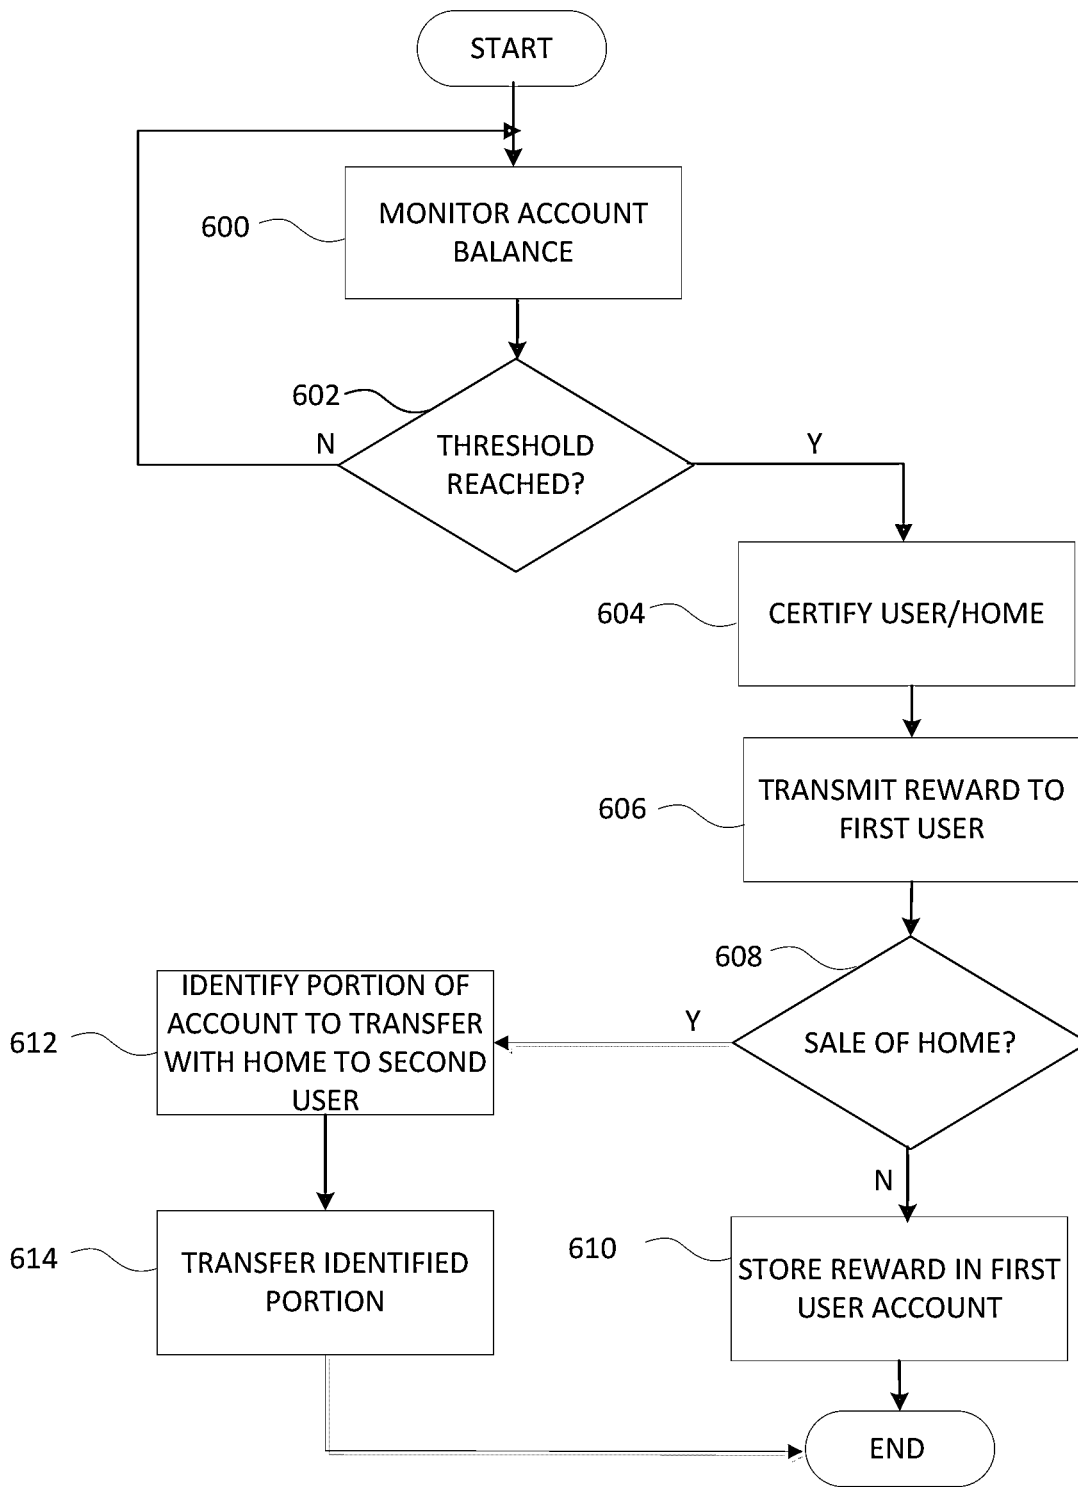 START
600
MONITOR ACCOUNT
BALANCE
602
N
THRESHOLD
REACHED?
Y
604
CERTIFY USER/HOME
606
TRANSMIT REWARD TO
FIRST USER
608
SALE OF HOME?
Y
N
612
IDENTIFY PORTION OF
ACCOUNT TO TRANSFER
WITH HOME TO SECOND
USER
614
TRANSFER IDENTIFIED
PORTION
610
STORE REWARD IN FIRST
USER ACCOUNT
END